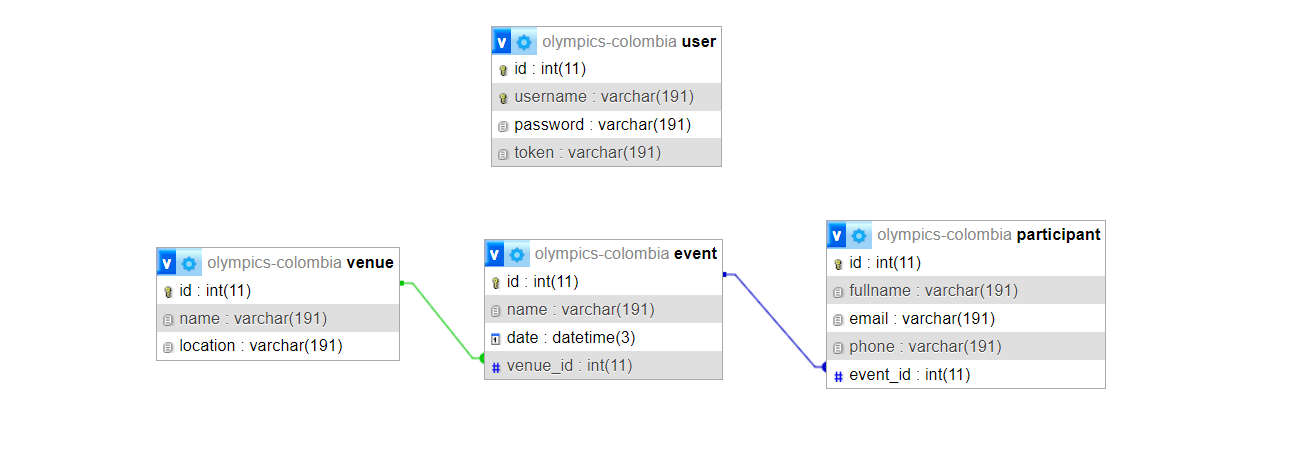 v olympics-colombia user
id : int(11)
username : varchar(191)
password : varchar(191)
token : varchar(191)
v olympics-colombia venue
id : int(11)
name : varchar(191)
location : varchar(191)
v olympics-colombia event
id : int(11)
name : varchar(191)
date : datetime(3)
# venue_id : int(11)
v olympics-colombia participant
id : int(11)
fullname : varchar(191)
email : varchar(191)
phone : varchar(191)
# event_id : int(11)